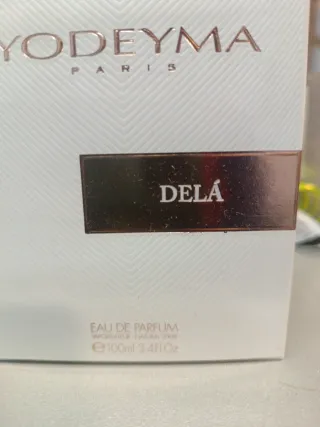 YODEYMA
PARIS
DELÁ
EAU DE PARFUM
℮100ml 3.4fl.Oz